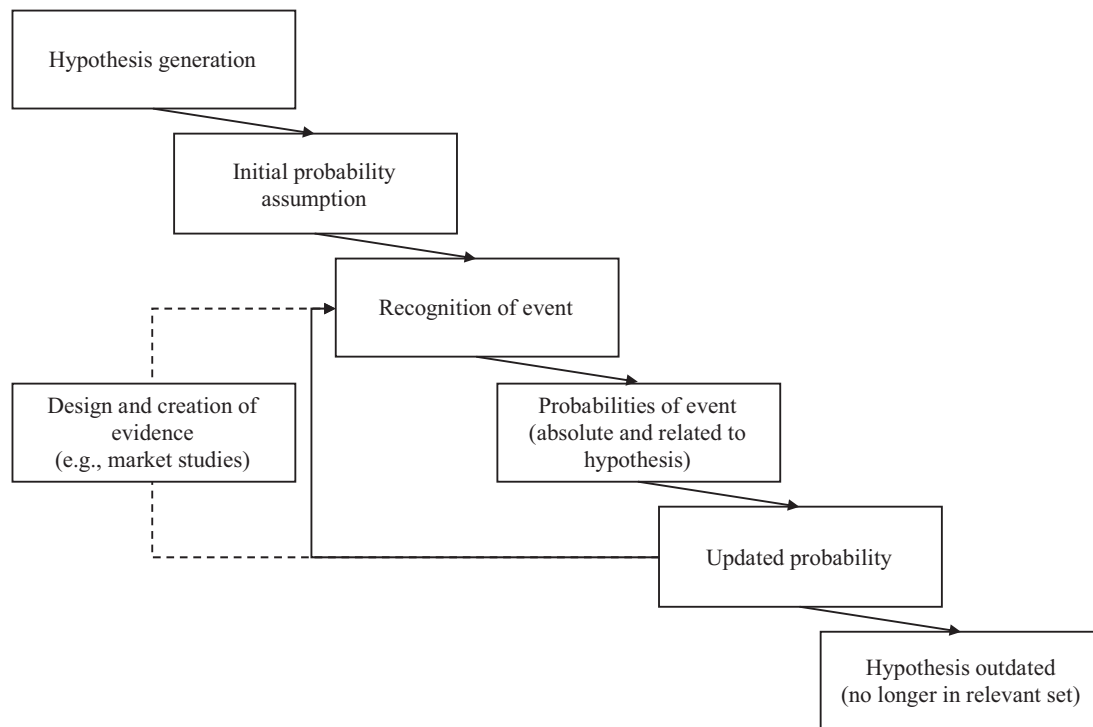 Hypothesis generation
Initial probability
assumption
Recognition of event
Design and creation of
evidence
(e.g., market studies)
Probabilities of event
(absolute and related to
hypothesis)
Updated probability
Hypothesis outdated
(no longer in relevant set)